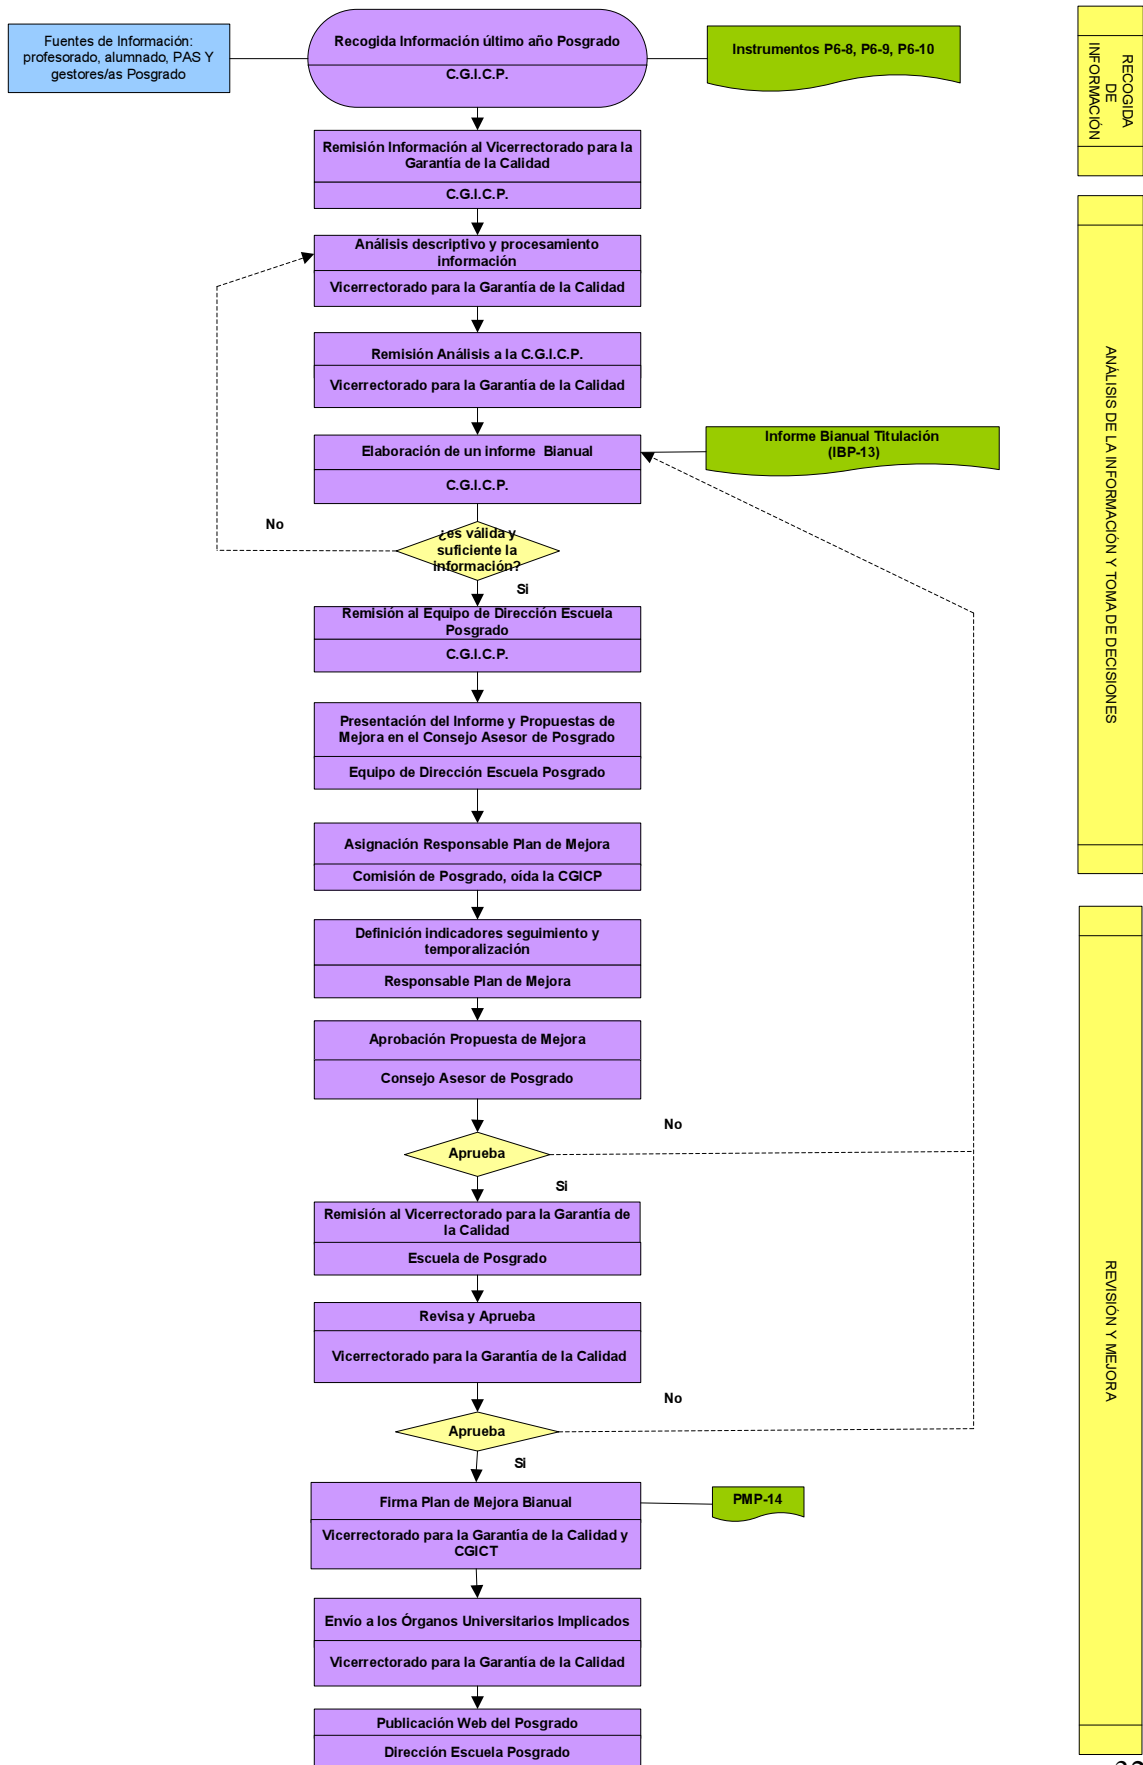 Fuentes de Información:
profesorado, alumnado, PAS Y
gestores/as Posgrado
Recogida Información último año Posgrado
C.G.I.C.P.
Instrumentos P6-8, P6-9, P6-10
RECOGIDA
DE
INFORMACIÓN
Remisión Información al Vicerrectorado para la
Garantía de la Calidad
C.G.I.C.P.
Análisis descriptivo y procesamiento
información
Vicerrectorado para la Garantía de la Calidad
Remisión Análisis a la C.G.I.C.P.
Vicerrectorado para la Garantía de la Calidad
ANÁLISIS DE LA INFORMACIÓN Y TOMA DE DECISIONES
Elaboración de un informe Bianual
C.G.I.C.P.
Informe Bianual Titulación
(IBP-13)
No
¿es válida y
suficiente la
información?
Si
Remisión al Equipo de Dirección Escuela
Posgrado
C.G.I.C.P.
Presentación del Informe y Propuestas de
Mejora en el Consejo Asesor de Posgrado
Equipo de Dirección Escuela Posgrado
Asignación Responsable Plan de Mejora
Comisión de Posgrado, oída la CGICP
Definición indicadores seguimiento y
temporalización
Responsable Plan de Mejora
Aprobación Propuesta de Mejora
Consejo Asesor de Posgrado
No
Aprueba
Si
Remisión al Vicerrectorado para la Garantía de
la Calidad
Escuela de Posgrado
REVISIÓN Y MEJORA
Revisa y Aprueba
Vicerrectorado para la Garantía de la Calidad
No
Aprueba
Si
Firma Plan de Mejora Bianual
Vicerrectorado para la Garantía de la Calidad y
CGICT
PMP-14
Envío a los Órganos Universitarios Implicados
Vicerrectorado para la Garantía de la Calidad
Publicación Web del Posgrado
Dirección Escuela Posgrado